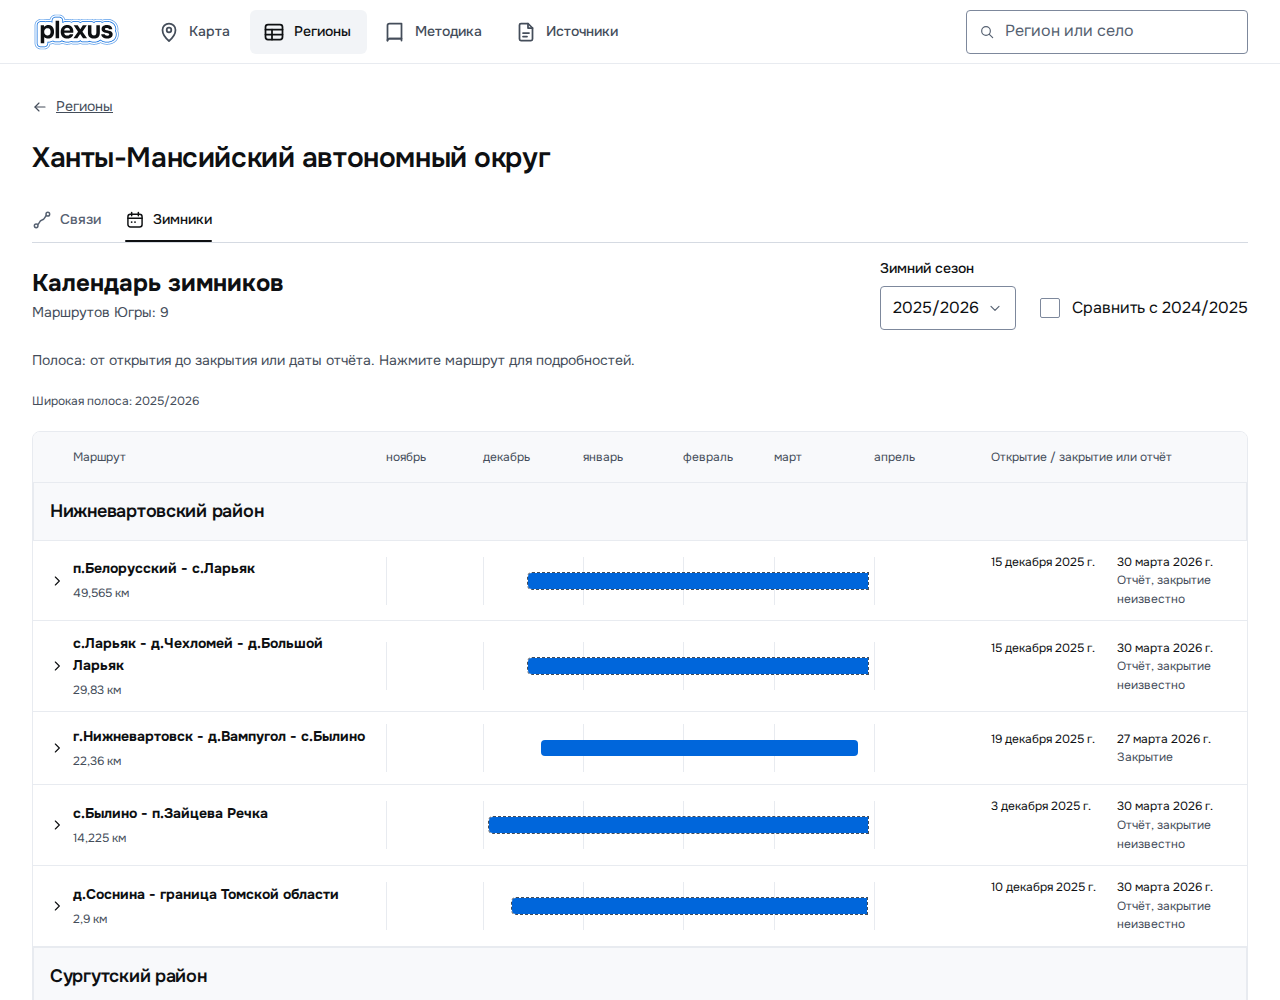 plexus
Карта
Регионы
Методика
Источники
Регион или село
Регионы
Ханты-Мансийский автономный округ
Связи
Зимники
Календарь зимников
Маршрутов Югры: 9
Зимний сезон
2025/2026
Сравнить с 2024/2025
Полоса: от открытия до закрытия или даты отчёта. Нажмите маршрут для подробностей.
Широкая полоса: 2025/2026
Маршрут ноябрь декабрь январь февраль март апрель Открытие / закрытие или отчёт
Нижневартовский район
п.Белорусский - с.Ларьяк
49,565 км
15 декабря 2025 г. 30 марта 2026 г.
Отчёт, закрытие
неизвестно
с.Ларьяк - д.Чехломей - д.Большой
Ларьяк
29,83 км
15 декабря 2025 г. 30 марта 2026 г.
Отчёт, закрытие
неизвестно
г.Нижневартовск - д.Вампугол - с.Былино
22,36 км
19 декабря 2025 г. 27 марта 2026 г.
Закрытие
с.Былино - п.Зайцева Речка
14,225 км
3 декабря 2025 г. 30 марта 2026 г.
Отчёт, закрытие
неизвестно
д.Соснина - граница Томской области
2,9 км
10 декабря 2025 г. 30 марта 2026 г.
Отчёт, закрытие
неизвестно
Сургутский район